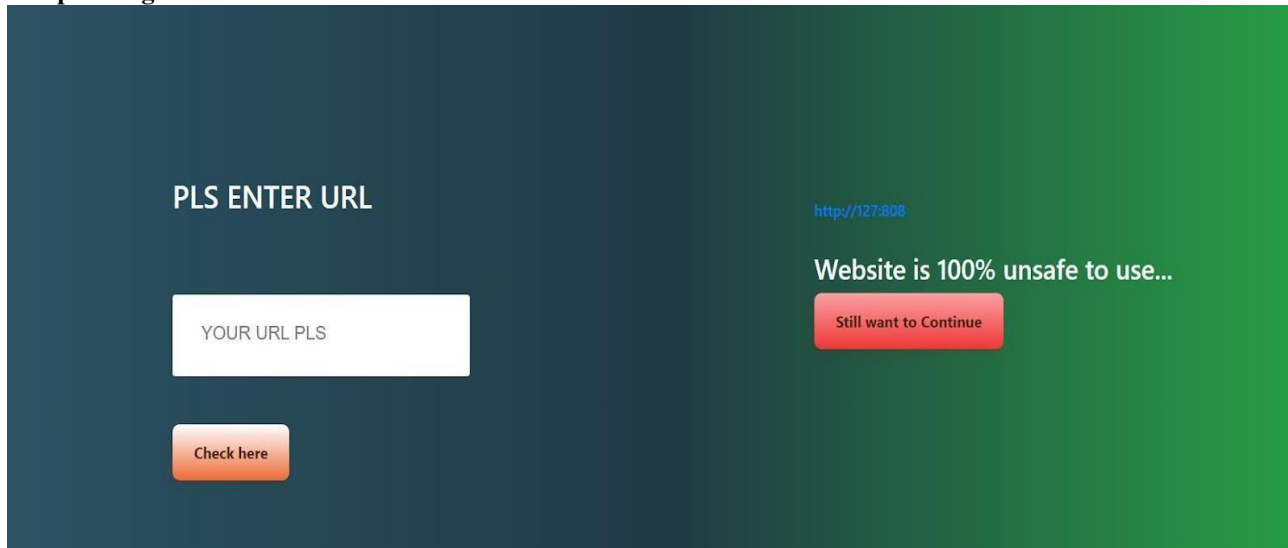 PLS ENTER URL
YOUR URL PLS
Check here
http://127:808
Website is 100% unsafe to use...
Still want to Continue